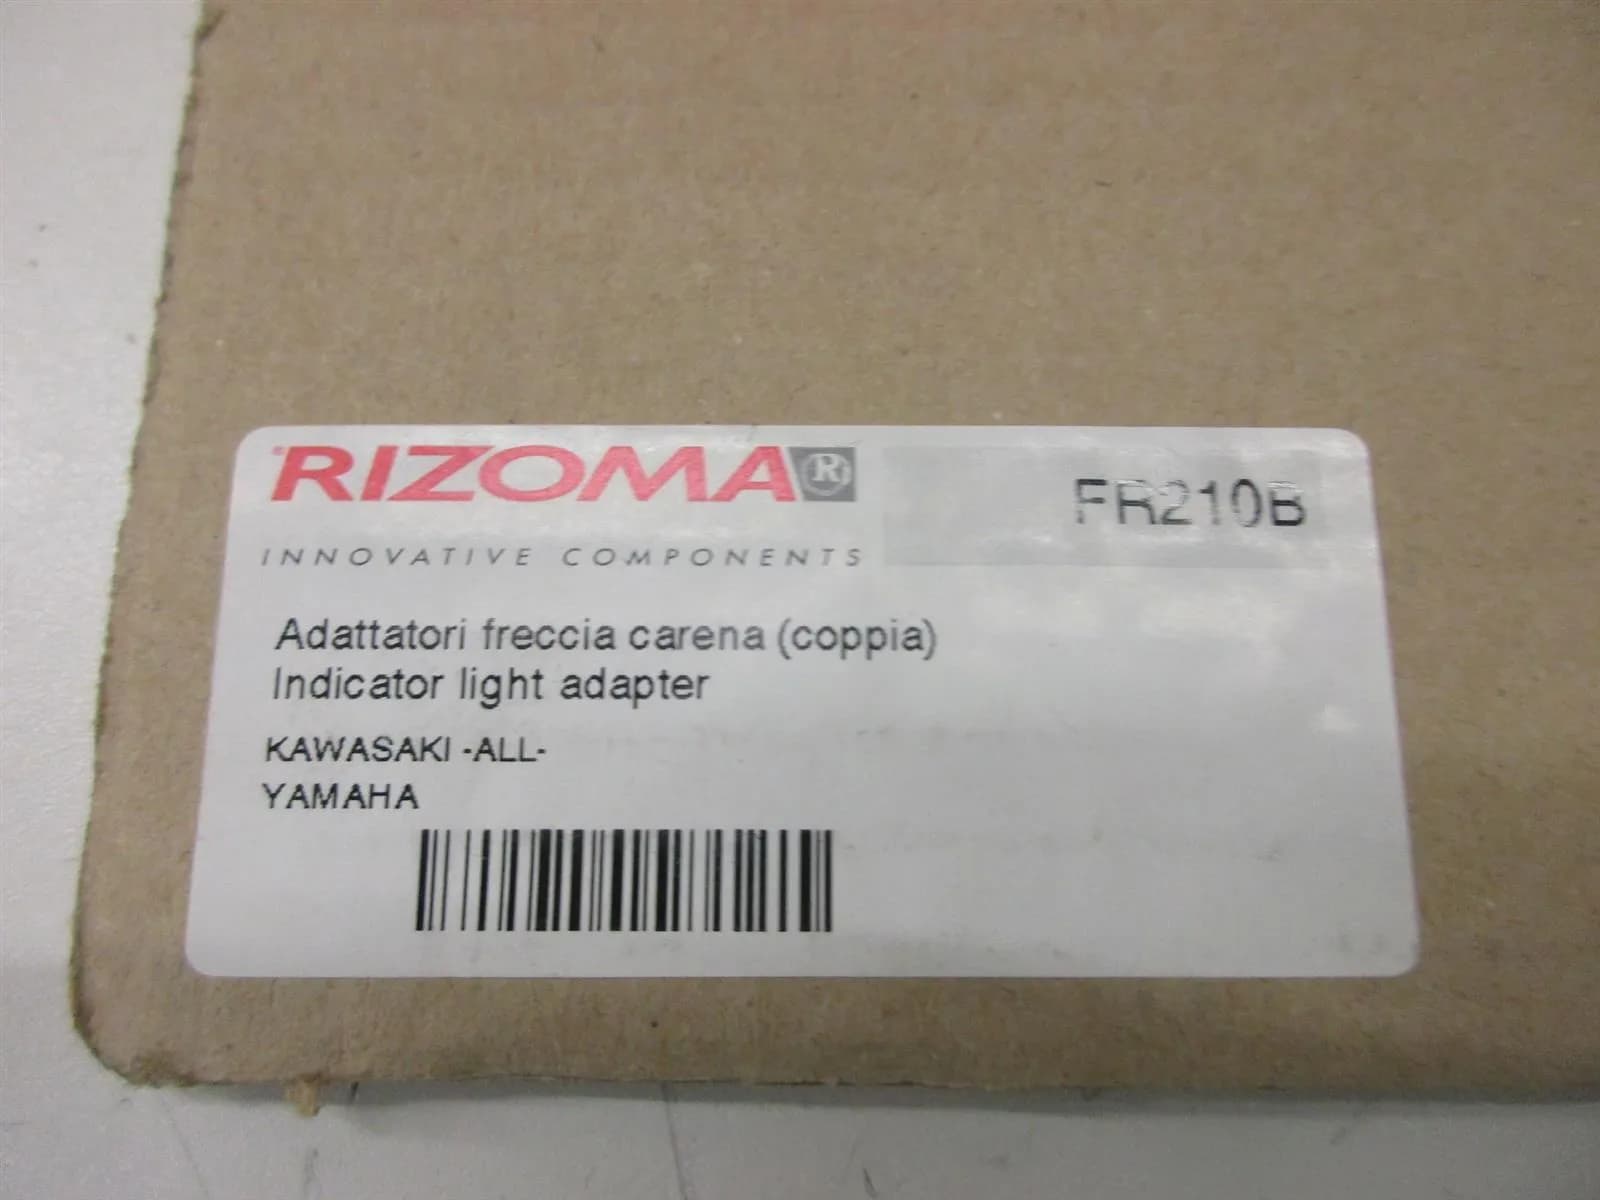 RIZOMA R
FR210B
INNOVATIVE COMPONENTS
Adattatori freccia carena (coppia)
Indicator light adapter
KAWASAKI -ALL-
YAMAHA